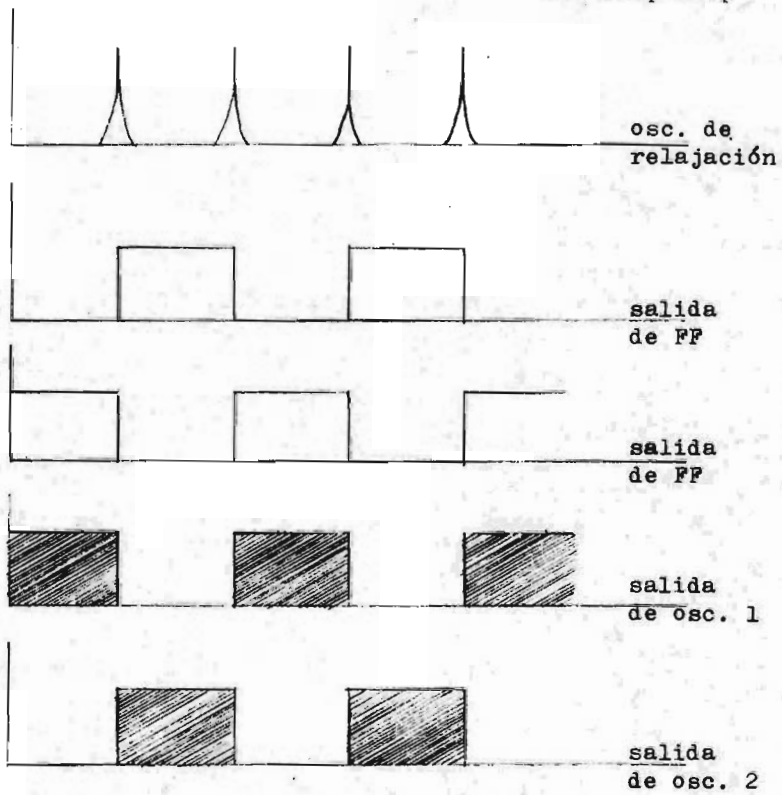 osc. de
relajación
salida
de FF
salida
de FF
salida
de osc. 1
salida
de osc. 2